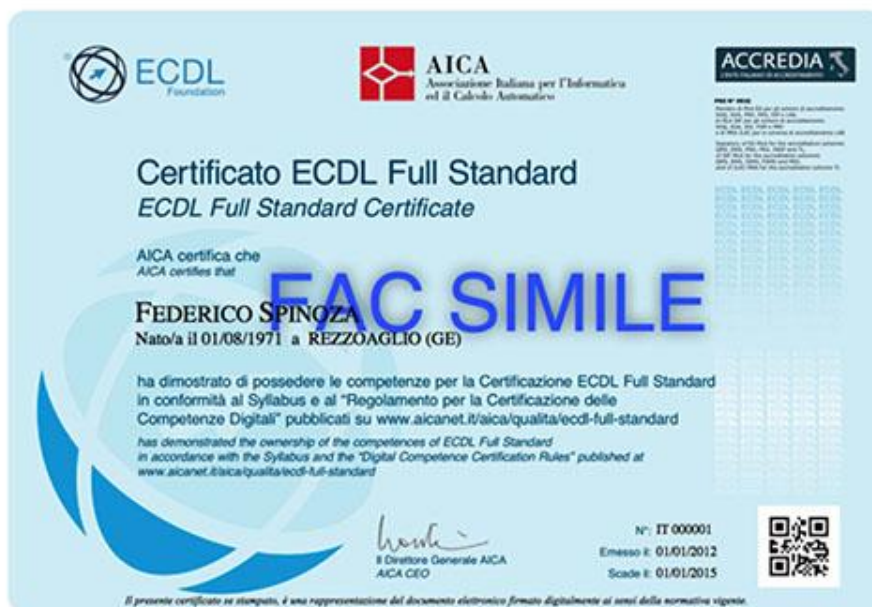 ECDL
Foundation
AICA
Associazione Italiana per l'Informatica
ed il Calcolo Automatico
ACCREDIA
L'ENTE ITALIANO DI ACCREDITAMENTO
Certificato ECDL Full Standard
ECDL Full Standard Certificate
AICA certifica che
AICA certifies that
FAC SIMILE
FEDERICO SPINOZA
Nato/a il 01/08/1971 a REZZOAGLIO (GE)
ha dimostrato di possedere le competenze per la Certificazione ECDL Full Standard
in conformità al Syllabus e al "Regolamento per la Certificazione delle
Competenze Digitali" pubblicati su www.aicanet.it/aica/qualita/ecdl-full-standard
has demonstrated the ownership of the competences of ECDL Full Standard
in accordance with the Syllabus and the "Digital Competence Certification Rules" published at
www.aicanet.it/aica/qualita/ecdl-full-standard
Il Direttore Generale AICA
AICA CEO
N°: IT 000001
Emesso il: 01/01/2012
Scade il: 01/01/2015
Il presente certificato se stampato, è una rappresentazione del documento elettronico firmato digitalmente ai sensi della normativa vigente.